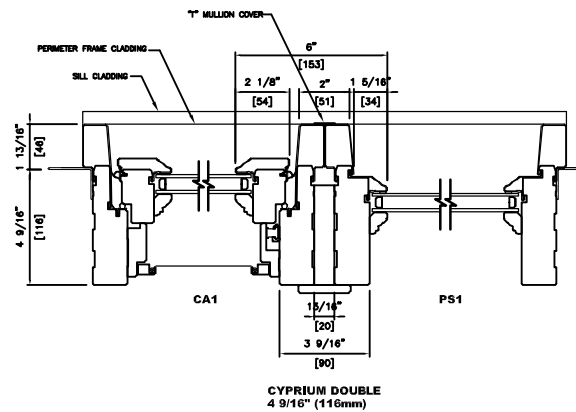 "T" MULLION COVER
PERIMETER FRAME CLADDING
SILL CLADDING
6"
[153]
2 1/8"
[54]
2"
[51]
1 5/16"
[34]
1 13/16"
[46]
4 9/16"
[116]
CA1
PS1
13/16"
[20]
3 9/16"
[90]
CYPRIUM DOUBLE
4 9/16" (116mm)